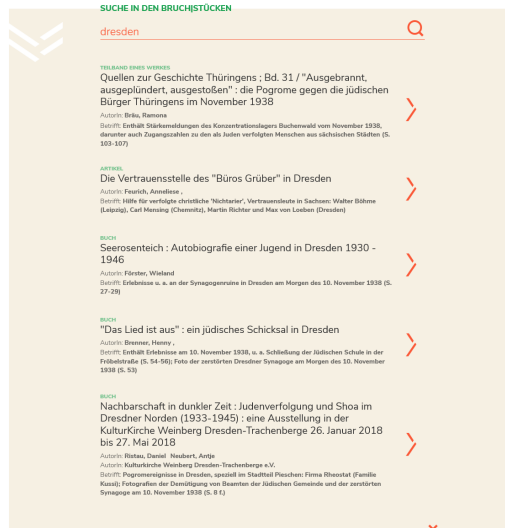 SUCHE IN DEN BRUCH|STÜCKEN
dresden
TEILBAND EINES WERKES
Quellen zur Geschichte Thüringens ; Bd. 31 / "Ausgebrannt,
ausgeplündert, ausgestoßen" : die Pogrome gegen die jüdischen
Bürger Thüringens im November 1938
AutorIn: Bräu, Ramona
Betrifft: Enthält Stärkemeldungen des Konzentrationslagers Buchenwald vom November 1938,
darunter auch Zugangszahlen zu den als Juden verfolgten Menschen aus sächsischen Städten (S.
103-107)
ARTIKEL
Die Vertrauensstelle des "Büros Grüber" in Dresden
AutorIn: Feurich, Anneliese ,
Betrifft: Hilfe für verfolgte christliche 'Nichtarier', Vertrauensleute in Sachsen: Walter Böhme
(Leipzig), Carl Mensing (Chemnitz), Martin Richter und Max von Loeben (Dresden)
BUCH
Seerosenteich : Autobiografie einer Jugend in Dresden 1930 -
1946
AutorIn: Förster, Wieland
Betrifft: Erlebnisse u. a. an der Synagogenruine in Dresden am Morgen des 10. November 1938 (S.
27-29)
BUCH
"Das Lied ist aus" : ein jüdisches Schicksal in Dresden
AutorIn: Brenner, Henny ,
Betrifft: Enthält Erlebnisse am 10. November 1938, u. a. Schließung der Jüdischen Schule in der
Fröbelstraße (S. 54-56); Foto der zerstörten Dresdner Synagoge am Morgen des 10. November
1938 (S. 53)
BUCH
Nachbarschaft in dunkler Zeit : Judenverfolgung und Shoa im
Dresdner Norden (1933-1945) : eine Ausstellung in der
KulturKirche Weinberg Dresden-Trachenberge 26. Januar 2018
bis 27. Mai 2018
AutorIn: Ristau, Daniel Neubert, Antje
AutorIn: Kulturkirche Weinberg Dresden-Trachenberge e.V.
Betrifft: Pogromereignisse in Dresden, speziell im Stadtteil Pieschen: Firma Rheostat (Familie
Kussi); Fotografien der Demütigung von Beamten der Jüdischen Gemeinde und der zerstörten
Synagoge am 10. November 1938 (S. 8 f.)